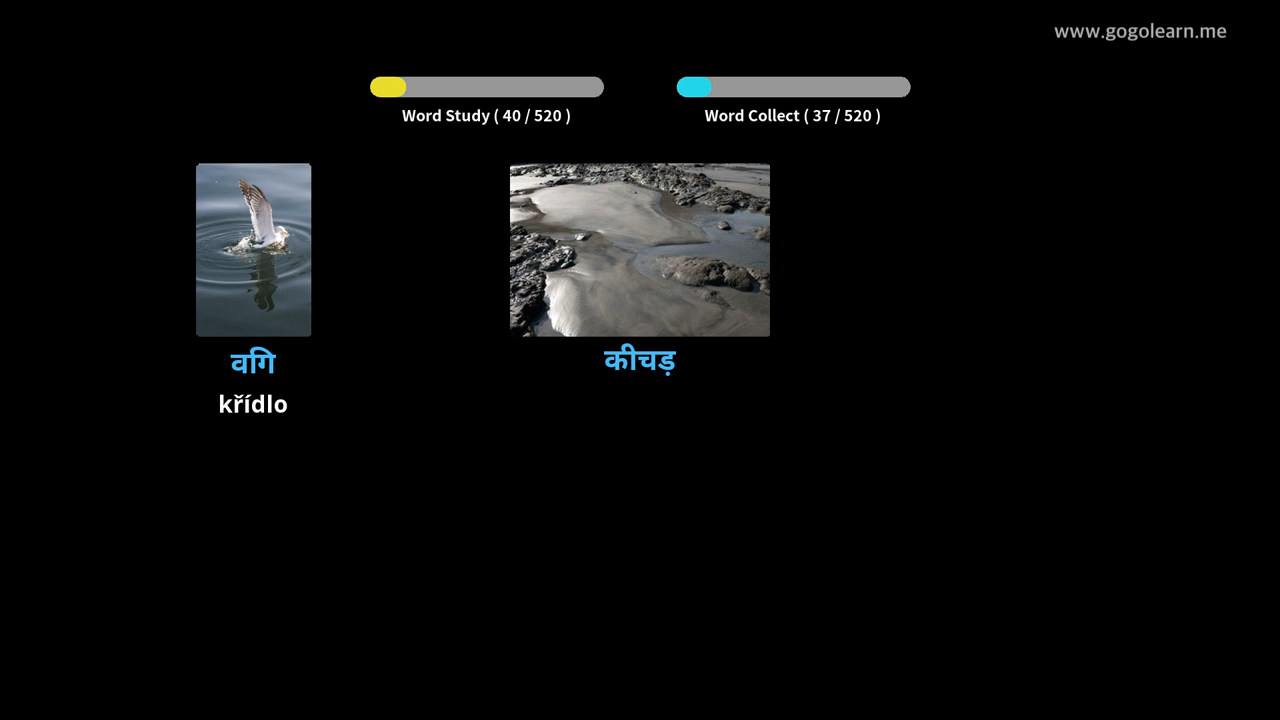 www.gogolearn.me
Word Study ( 40 / 520 )
Word Collect ( 37 / 520 )
वगि
कीचड़
křídlo